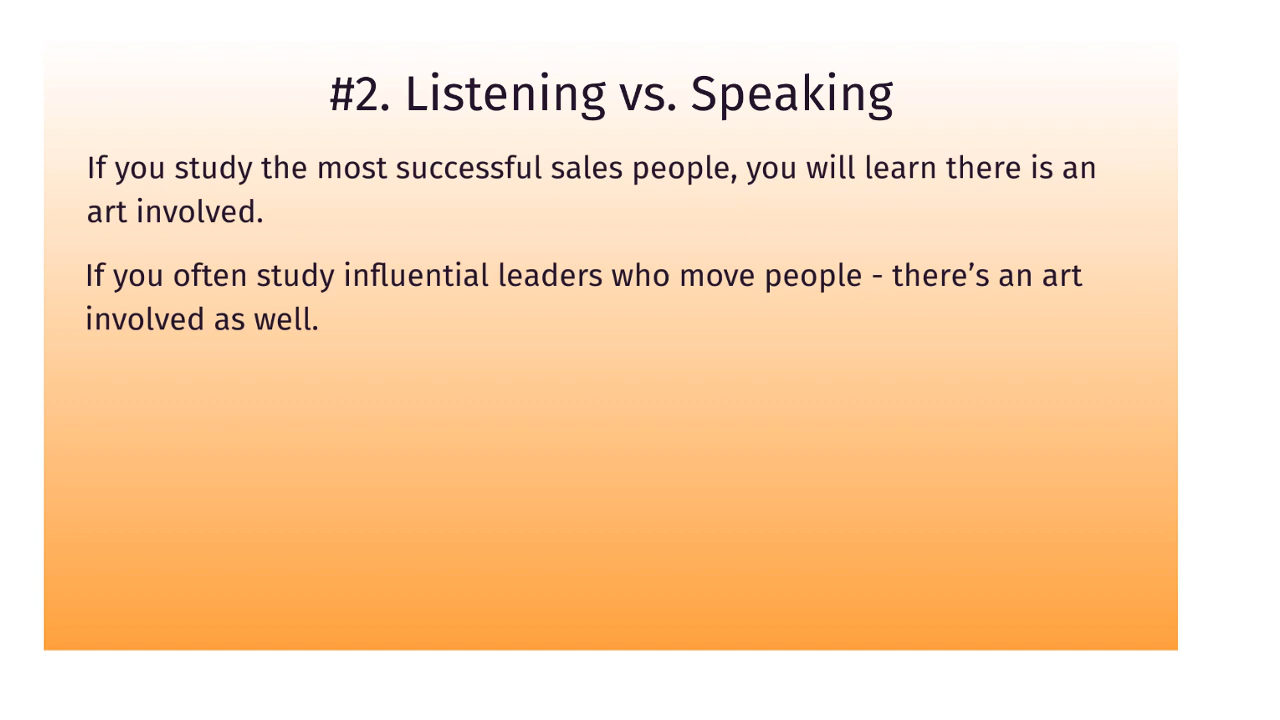 #2. Listening vs. Speaking
If you study the most successful sales people, you will learn there is an
art involved.
If you often study influential leaders who move people - there’s an art
involved as well.